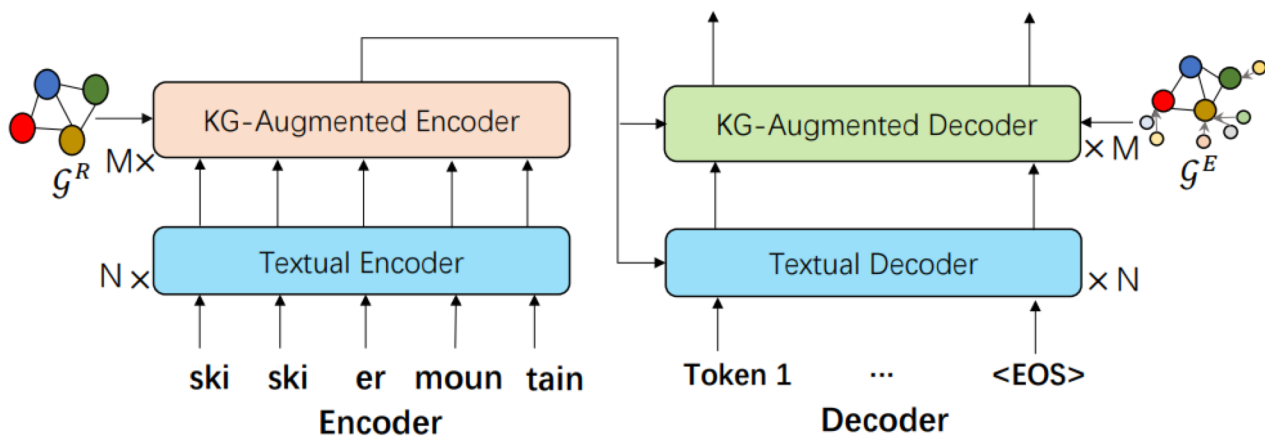 KG-Augmented Encoder
KG-Augmented Decoder
M×
× M
𝒢^R
𝒢^E
Textual Encoder
Textual Decoder
N ×
× N
ski ski er moun tain
Token 1 ... <EOS>
Encoder
Decoder